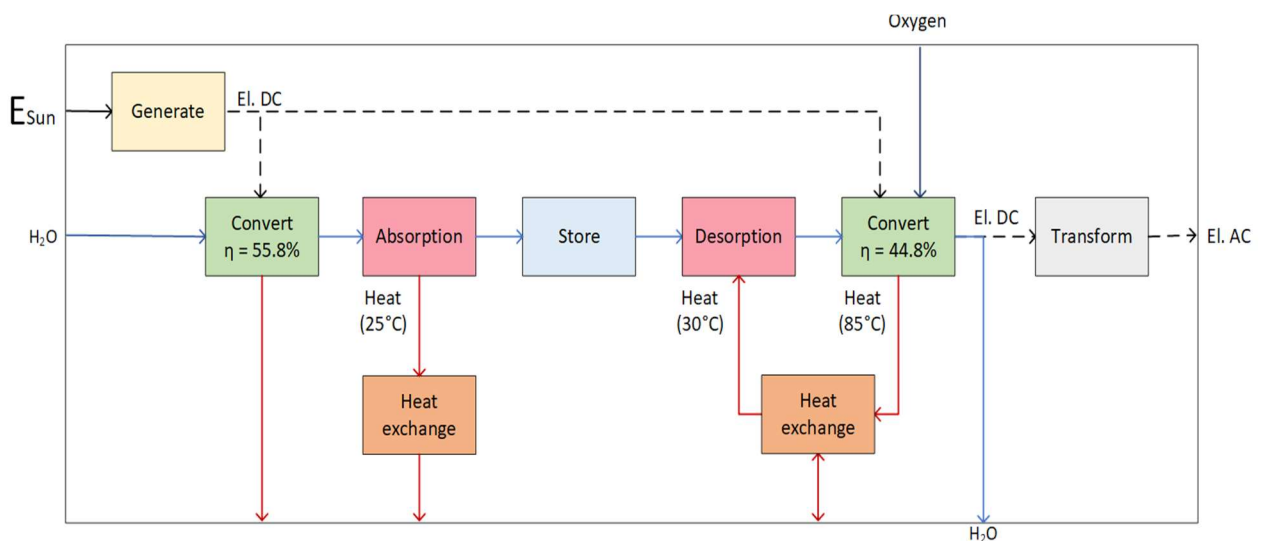 Oxygen
E Sun
Generate
El. DC
H₂O
Convert
η = 55.8%
Absorption
Store
Desorption
Convert
η = 44.8%
El. DC
Transform
El. AC
Heat
(25°C)
Heat
(30°C)
Heat
(85°C)
Heat
exchange
Heat
exchange
H₂O